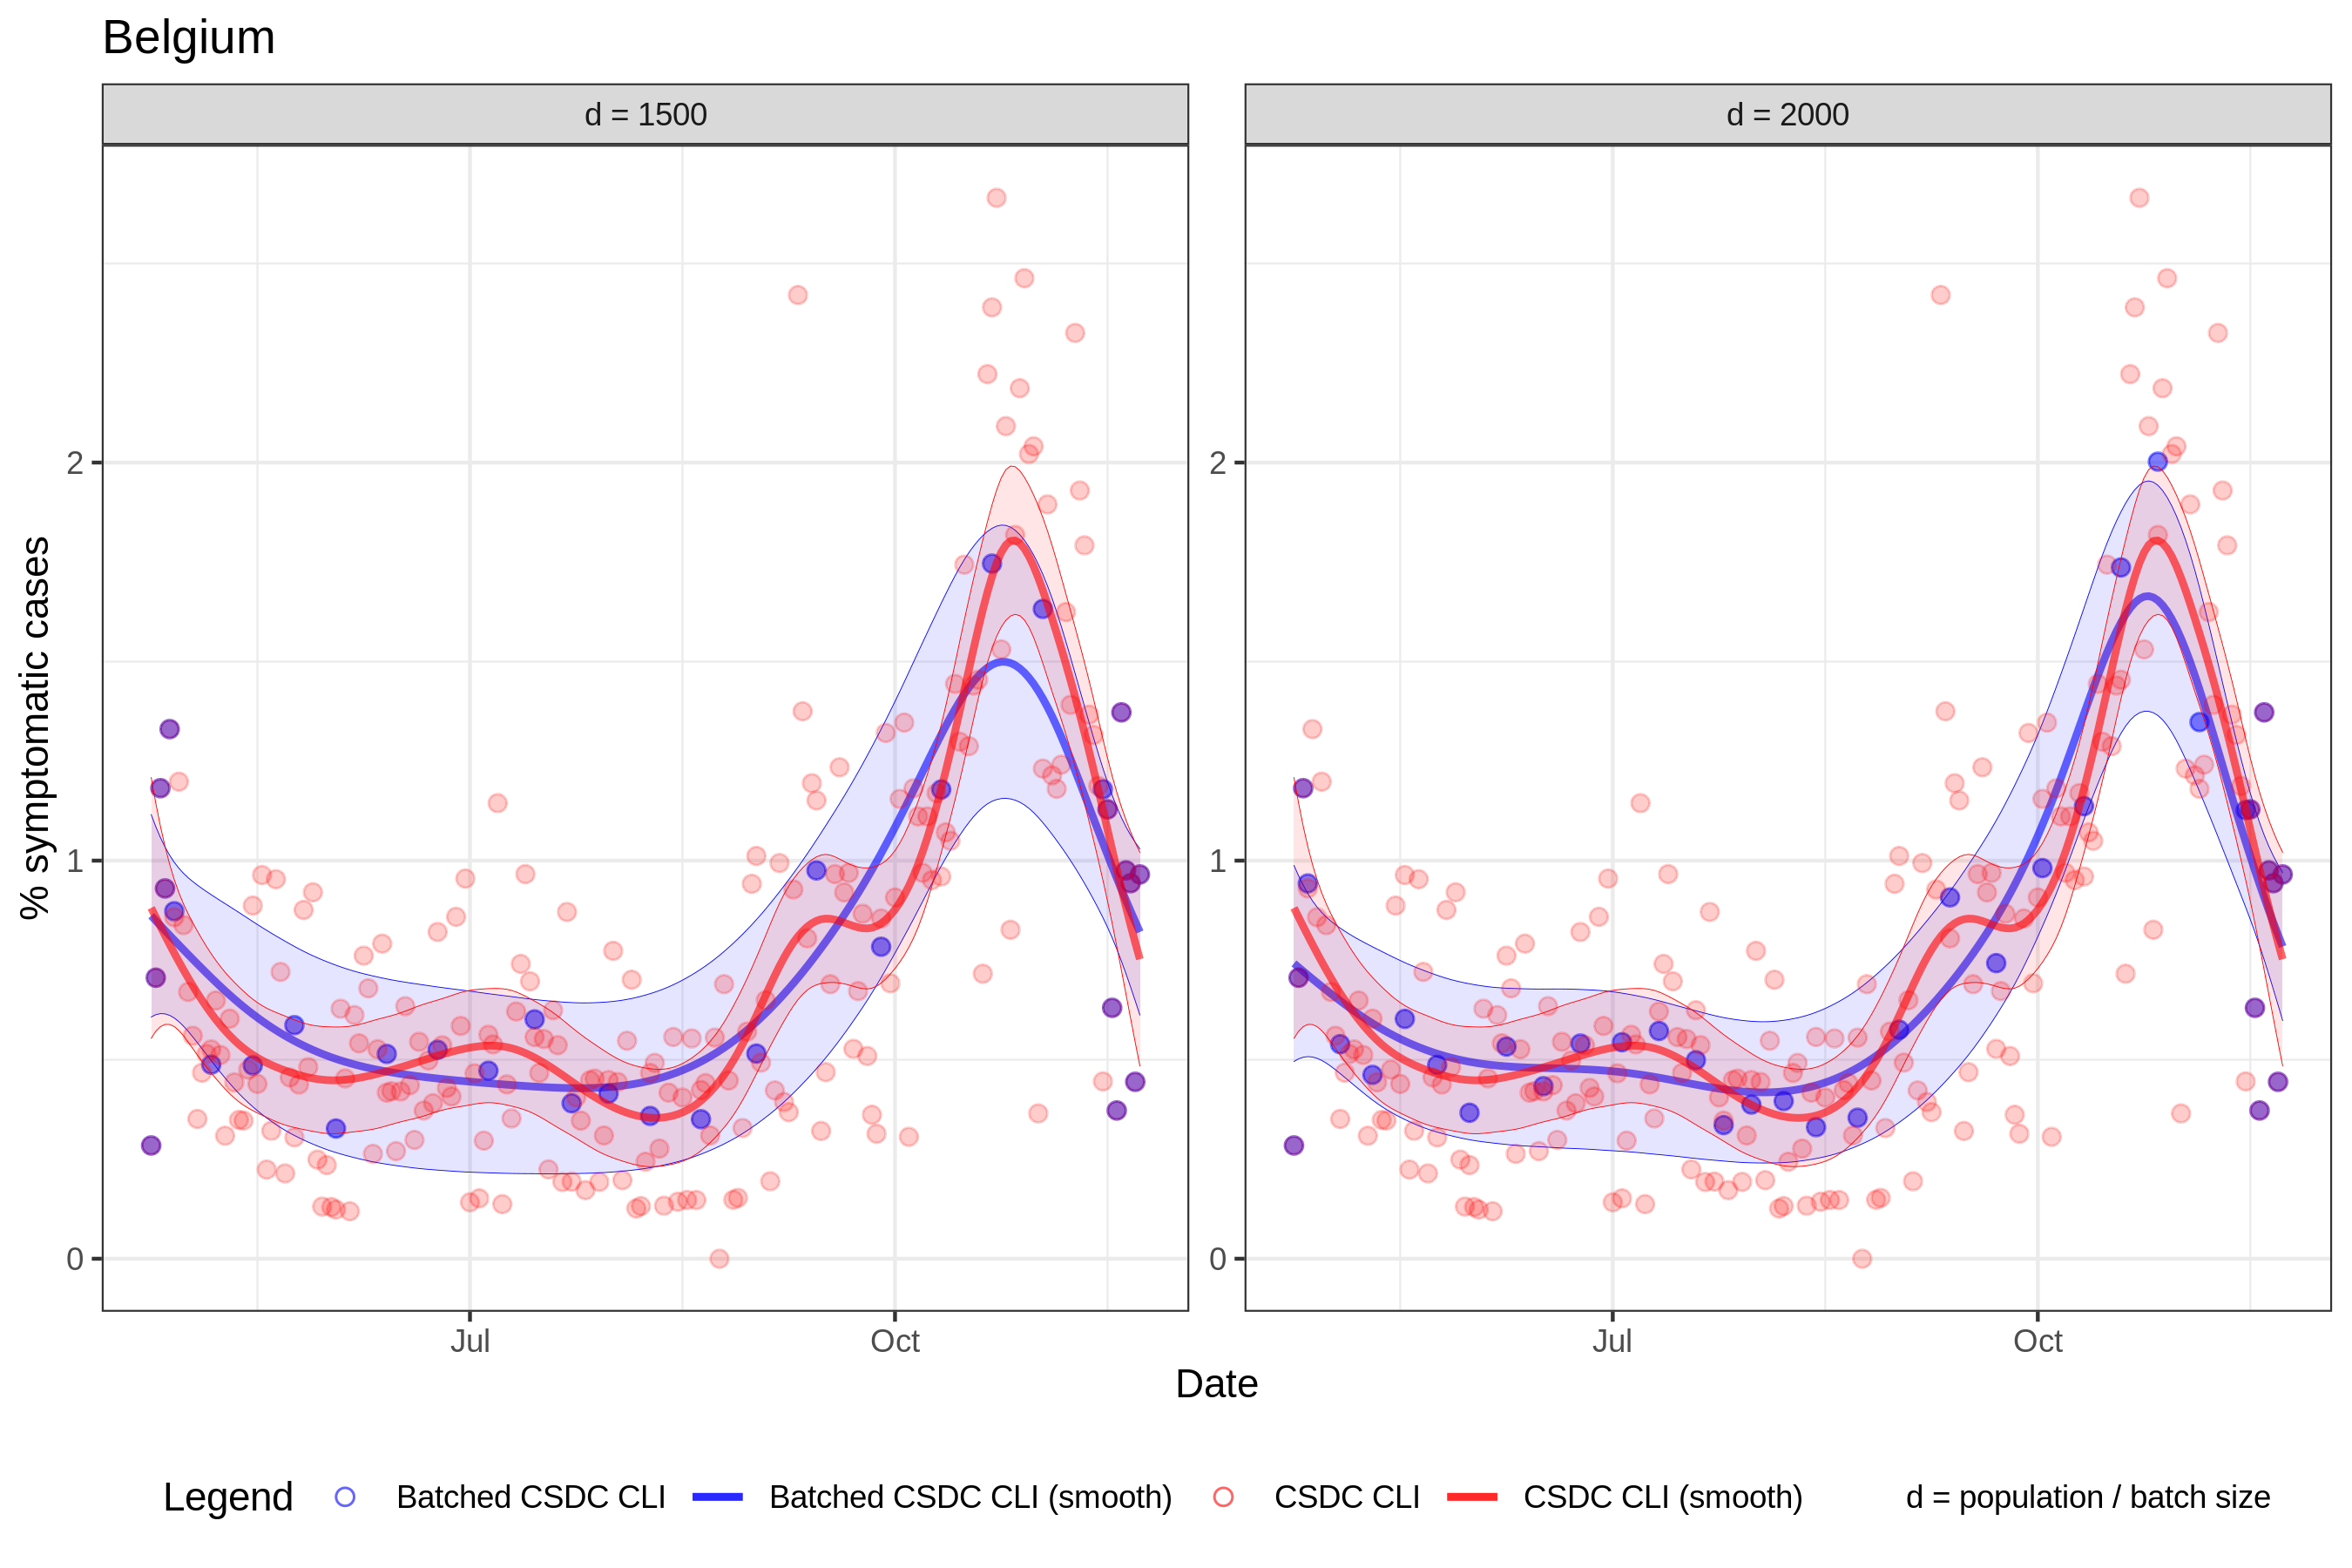 Belgium
d = 1500
d = 2000
% symptomatic cases
2
1
0
2
1
0
Jul
Oct
Jul
Oct
Date
Legend
Batched CSDC CLI
Batched CSDC CLI (smooth)
CSDC CLI
CSDC CLI (smooth)
d = population / batch size